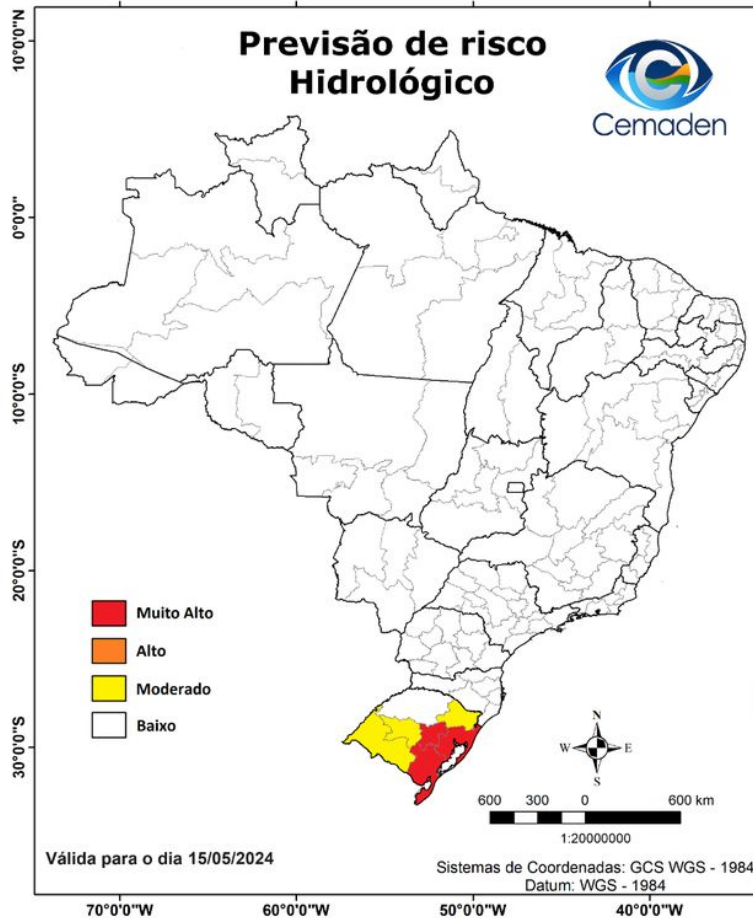 Previsão de risco
Hidrológico
Cemaden
10°0'0"N
0°0'0"
10°0'0"S
20°0'0"S
30°0'0"S
Muito Alto
Alto
Moderado
Baixo
N
W
E
S
600 300 0 600 km
1:20000000
Válida para o dia 15/05/2024
Sistemas de Coordenadas: GCS WGS - 1984
Datum: WGS - 1984
70°0'0"W 60°0'0"W 50°0'0"W 40°0'0"W